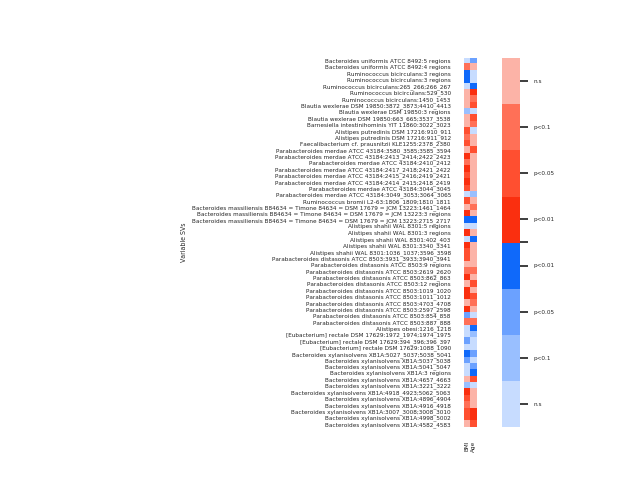 Bacteroides uniformis ATCC 8492:5 regions
Bacteroides uniformis ATCC 8492:4 regions
Ruminococcus bicirculans:3 regions
Ruminococcus bicirculans:3 regions
Ruminococcus bicirculans:265_266;266_267
Ruminococcus bicirculans:529_530
Ruminococcus bicirculans:1450_1453
Blautia wexlerae DSM 19850:3872_3873;4410_4413
Blautia wexlerae DSM 19850:3 regions
Blautia wexlerae DSM 19850:663_665;3537_3538
Barnesiella intestinihominis YIT 11860:3022_3023
Alistipes putredinis DSM 17216:910_911
Alistipes putredinis DSM 17216:911_912
Faecalibacterium cf. prausnitzii KLE1255:2378_2380
Parabacteroides merdae ATCC 43184:3580_3585;3585_3594
Parabacteroides merdae ATCC 43184:2413_2414;2422_2423
Parabacteroides merdae ATCC 43184:2410_2412
Parabacteroides merdae ATCC 43184:2417_2418;2421_2422
Parabacteroides merdae ATCC 43184:2415_2416;2419_2421
Parabacteroides merdae ATCC 43184:2414_2415;2418_2419
Parabacteroides merdae ATCC 43184:3044_3045
Parabacteroides merdae ATCC 43184:3049_3053;3064_3065
Ruminococcus bromii L2-63:1806_1809;1810_1811
Bacteroides massiliensis B84634 = Timone 84634 = DSM 17679 = JCM 13223:1461_1464
Bacteroides massiliensis B84634 = Timone 84634 = DSM 17679 = JCM 13223:3 regions
Bacteroides massiliensis B84634 = Timone 84634 = DSM 17679 = JCM 13223:2715_2717
Alistipes shahii WAL 8301:5 regions
Alistipes shahii WAL 8301:3 regions
Alistipes shahii WAL 8301:402_403
Alistipes shahii WAL 8301:3340_3341
Alistipes shahii WAL 8301:1036_1037;3596_3598
Parabacteroides distasonis ATCC 8503:3931_3933;3940_3941
Parabacteroides distasonis ATCC 8503:9 regions
Parabacteroides distasonis ATCC 8503:2619_2620
Parabacteroides distasonis ATCC 8503:862_863
Parabacteroides distasonis ATCC 8503:12 regions
Parabacteroides distasonis ATCC 8503:1019_1020
Parabacteroides distasonis ATCC 8503:1011_1012
Parabacteroides distasonis ATCC 8503:4703_4708
Parabacteroides distasonis ATCC 8503:2597_2598
Parabacteroides distasonis ATCC 8503:854_858
Parabacteroides distasonis ATCC 8503:887_888
Alistipes obesi:1216_1218
[Eubacterium] rectale DSM 17629:1972_1974;1974_1975
[Eubacterium] rectale DSM 17629:394_396;396_397
[Eubacterium] rectale DSM 17629:1088_1090
Bacteroides xylanisolvens XB1A:5027_5037;5038_5041
Bacteroides xylanisolvens XB1A:5037_5038
Bacteroides xylanisolvens XB1A:5041_5047
Bacteroides xylanisolvens XB1A:3 regions
Bacteroides xylanisolvens XB1A:4657_4663
Bacteroides xylanisolvens XB1A:3221_3222
Bacteroides xylanisolvens XB1A:4918_4923;5062_5063
Bacteroides xylanisolvens XB1A:4896_4904
Bacteroides xylanisolvens XB1A:4916_4918
Bacteroides xylanisolvens XB1A:3007_3008;3008_3010
Bacteroides xylanisolvens XB1A:4998_5002
Bacteroides xylanisolvens XB1A:4582_4583
Variable SVs
BMI
Age
n.s
p<0.1
p<0.05
p<0.01
p<0.01
p<0.05
p<0.1
n.s